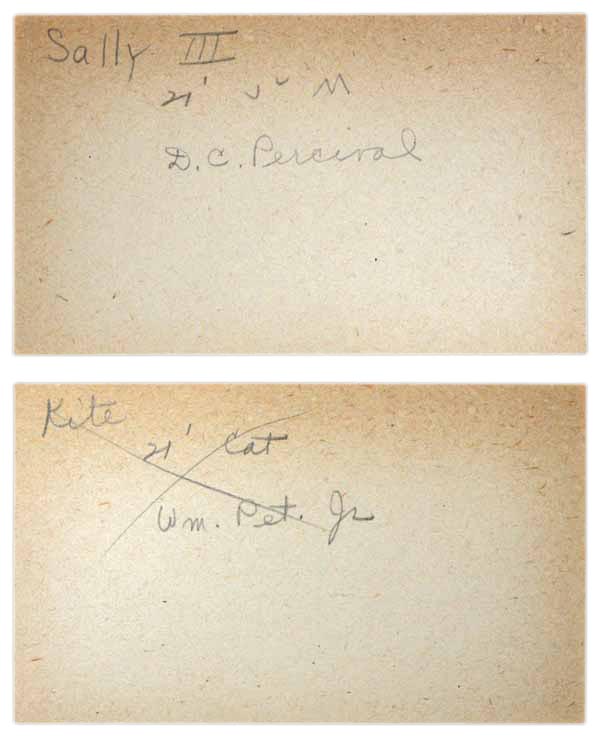 Sally III
21'
D. C. Percival
Kite
21' Cat
Wm. Pet. Jr